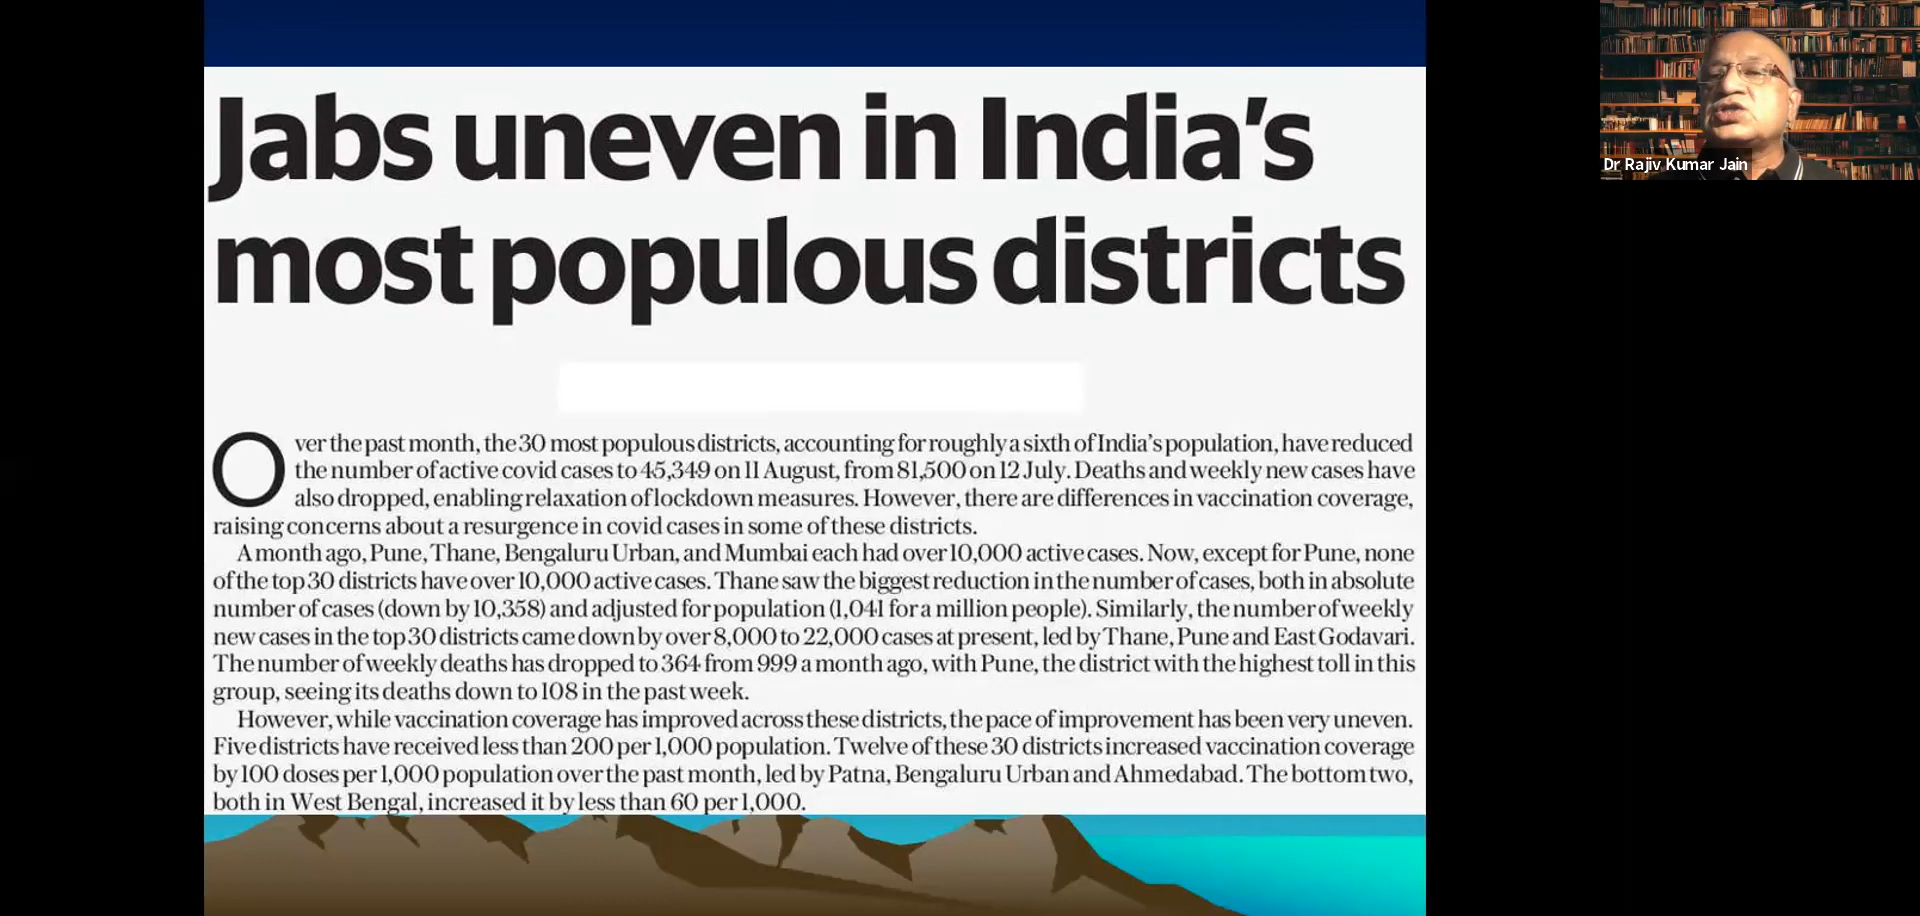 Jabs uneven in India's
most populous districts
Over the past month, the 30 most populous districts, accounting for roughly a sixth of India's population, have reduced
the number of active covid cases to 45,349 on 11 August, from 81,500 on 12 July. Deaths and weekly new cases have
also dropped, enabling relaxation of lockdown measures. However, there are differences in vaccination coverage,
raising concerns about a resurgence in covid cases in some of these districts.
A month ago, Pune, Thane, Bengaluru Urban, and Mumbai each had over 10,000 active cases. Now, except for Pune, none
of the top 30 districts have over 10,000 active cases. Thane saw the biggest reduction in the number of cases, both in absolute
number of cases (down by 10,358) and adjusted for population (1,041 for a million people). Similarly, the number of weekly
new cases in the top 30 districts came down by over 8,000 to 22,000 cases at present, led by Thane, Pune and East Godavari.
The number of weekly deaths has dropped to 364 from 999 a month ago, with Pune, the district with the highest toll in this
group, seeing its deaths down to 108 in the past week.
However, while vaccination coverage has improved across these districts, the pace of improvement has been very uneven.
Five districts have received less than 200 per 1,000 population. Twelve of these 30 districts increased vaccination coverage
by 100 doses per 1,000 population over the past month, led by Patna, Bengaluru Urban and Ahmedabad. The bottom two,
both in West Bengal, increased it by less than 60 per 1,000.
Dr Rajiv Kumar Jain